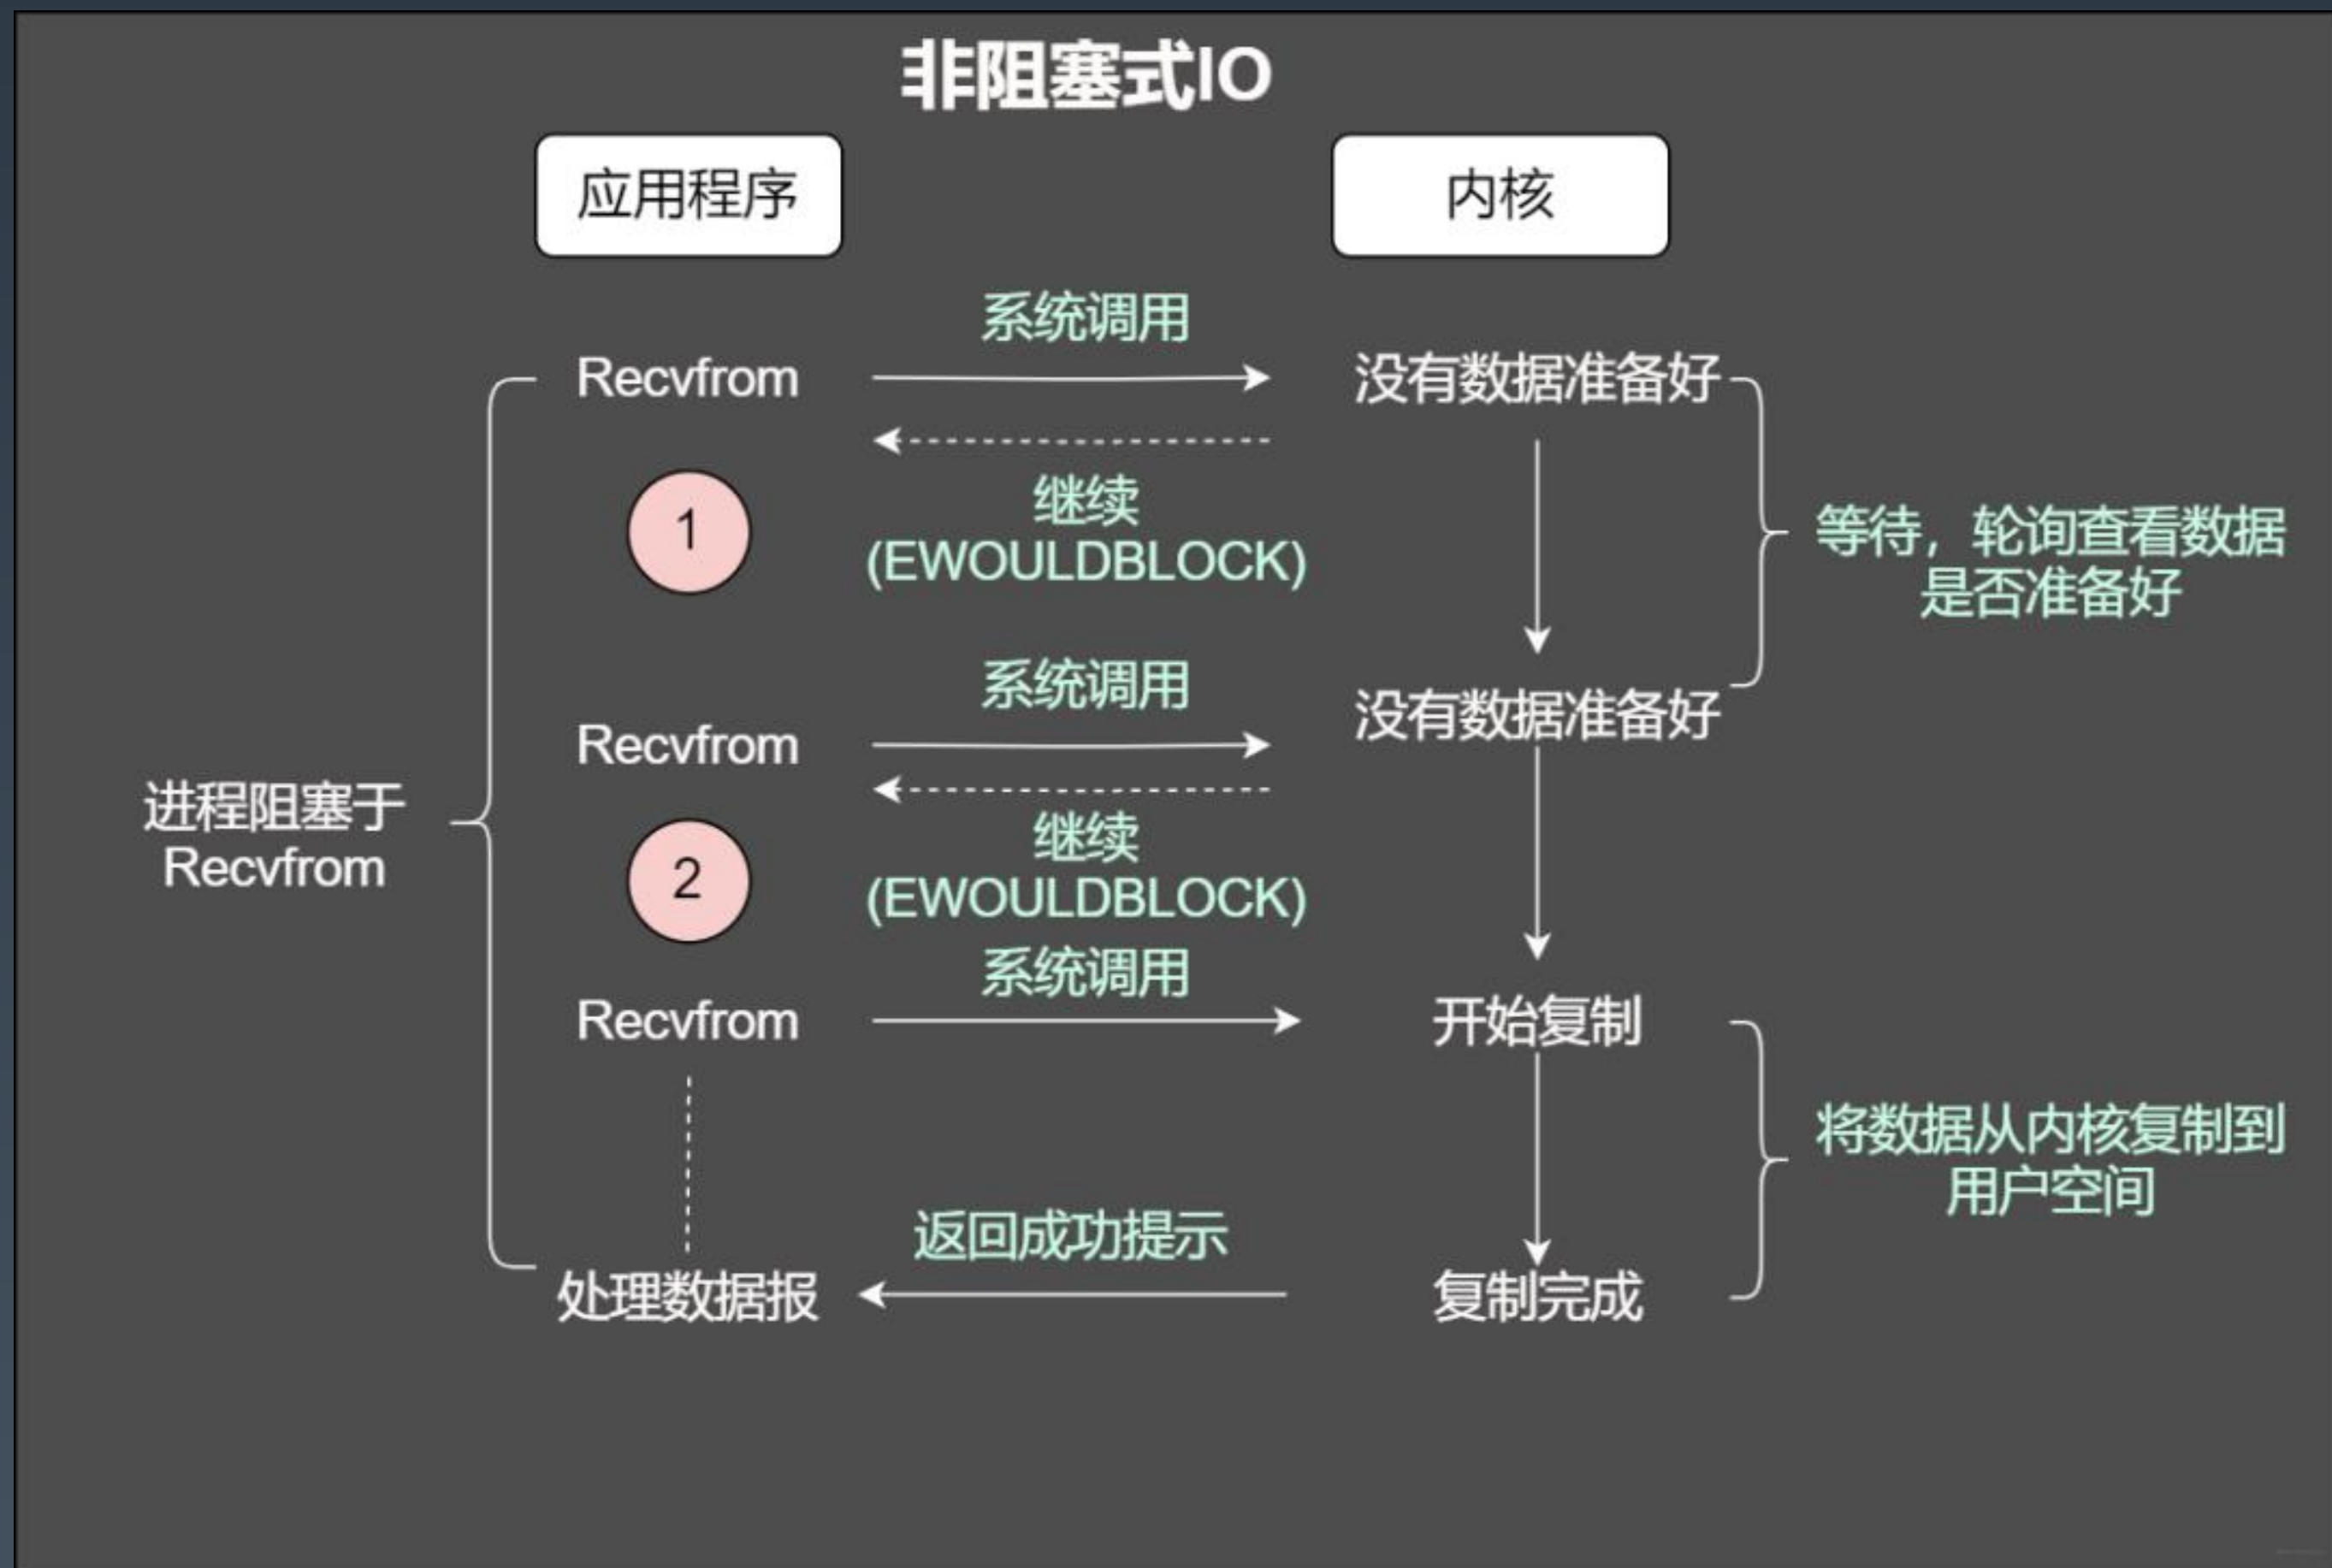 非阻塞式IO
应用程序
内核
系统调用
Recvfrom
没有数据准备好
1
继续
(EWOULDBLOCK)
等待，轮询查看数据
是否准备好
系统调用
没有数据准备好
Recvfrom
进程阻塞于
Recvfrom
2
继续
(EWOULDBLOCK)
系统调用
Recvfrom
开始复制
将数据从内核复制到
用户空间
返回成功提示
处理数据报
复制完成